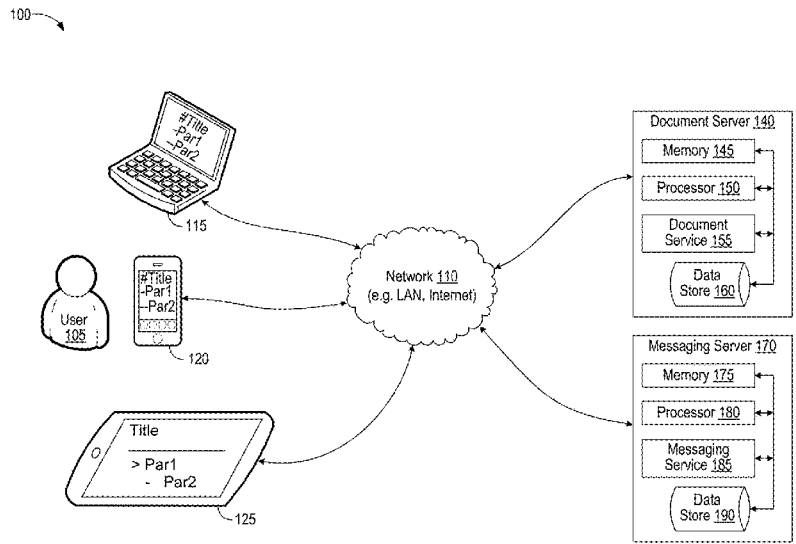 100
#Title
-Par1
--Par2
115
User
105
#Title
-Par1
--Par2
120
Title
> Par1
- Par2
125
Network 110
(e.g. LAN, Internet)
Document Server 140
Memory 145
Processor 150
Document
Service 155
Data
Store 160
Messaging Server 170
Memory 175
Processor 180
Messaging
Service 185
Data
Store 190